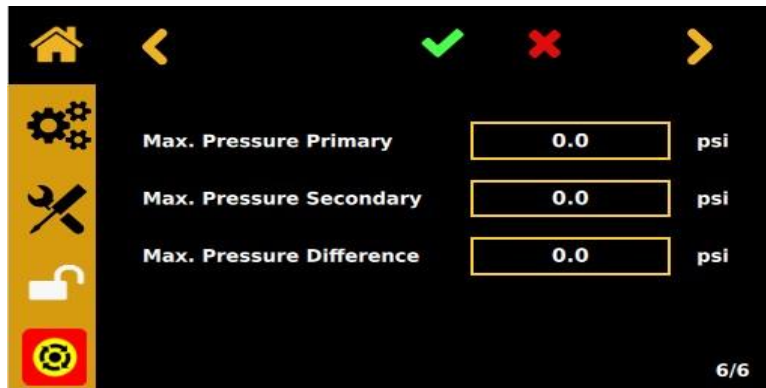 Max. Pressure Primary 0.0 psi
Max. Pressure Secondary 0.0 psi
Max. Pressure Difference 0.0 psi
6/6